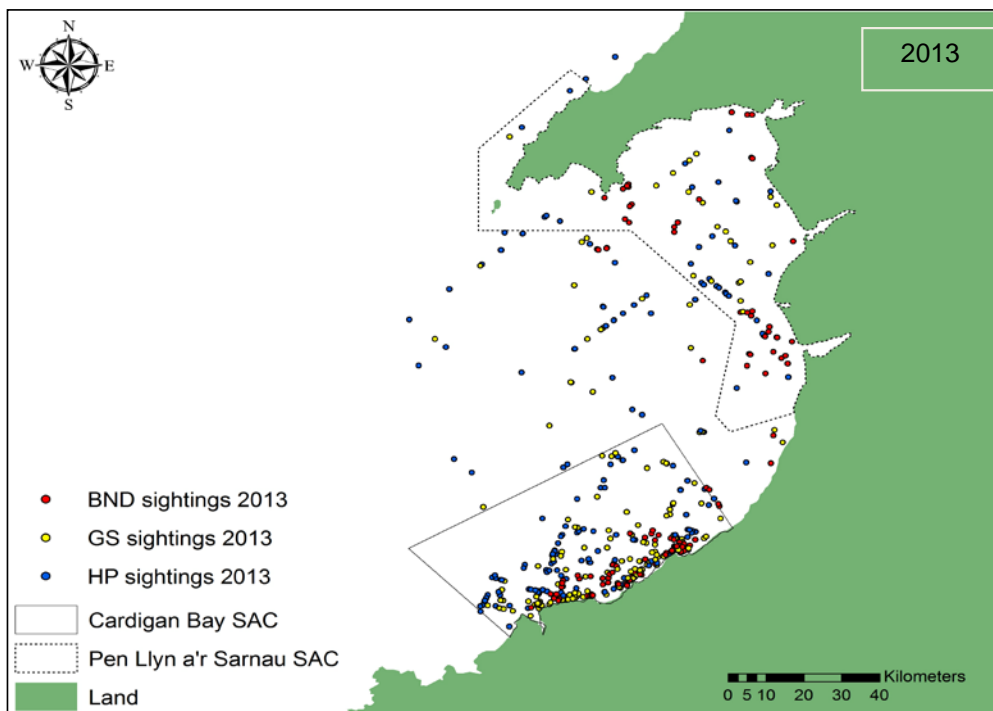 N
W E
S
2013
BND sightings 2013
GS sightings 2013
HP sightings 2013
Cardigan Bay SAC
Pen Llyn a'r Sarnau SAC
Land
Kilometers
0 5 10 20 30 40